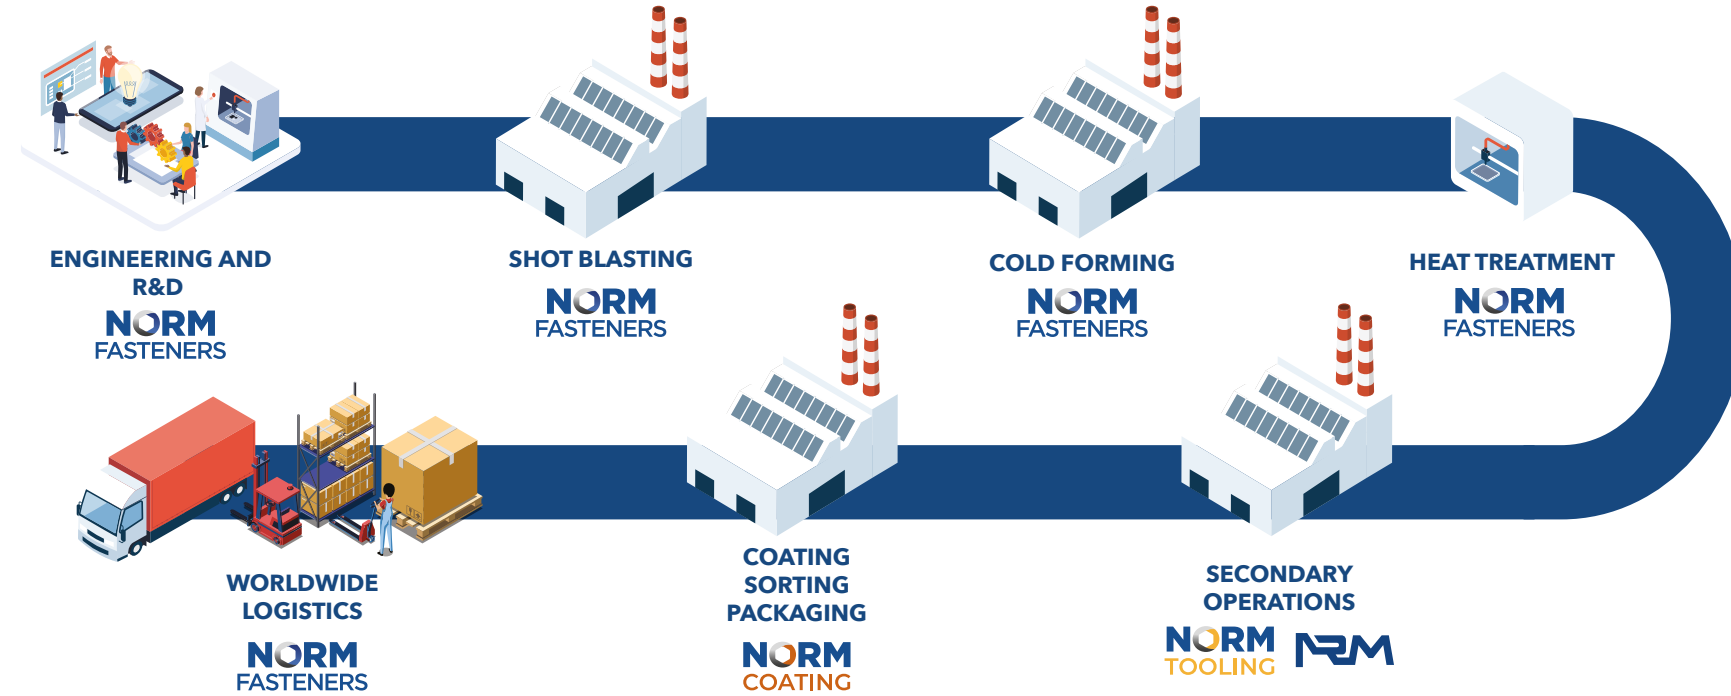 ENGINEERING AND
R&D
NORM
FASTENERS
SHOT BLASTING
NORM
FASTENERS
COLD FORMING
NORM
FASTENERS
HEAT TREATMENT
NORM
FASTENERS
SECONDARY
OPERATIONS
NORM
TOOLING
NRM
COATING
SORTING
PACKAGING
NORM
COATING
WORLDWIDE
LOGISTICS
NORM
FASTENERS